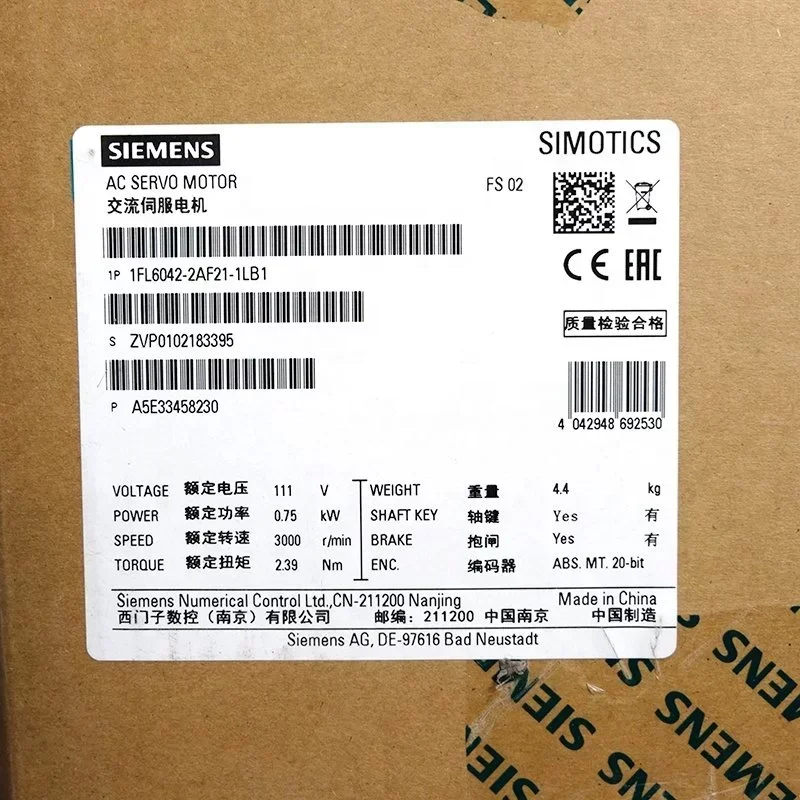 SIEMENS
SIMOTICS
AC SERVO MOTOR
FS 02
交流伺服电机
1P 1FL6042-2AF21-1LB1
CE EAC
S ZVP0102183395
质量检验合格
P A5E33458230
4 042948 692530
VOLTAGE 额定电压 111 V
POWER 额定功率 0.75 kW
SPEED 额定转速 3000 r/min
TORQUE 额定扭矩 2.39 Nm
WEIGHT 重量 4.4 kg
SHAFT KEY 轴键 Yes 有
BRAKE 抱闸 Yes 有
ENC. 编码器 ABS. MT. 20-bit
Siemens Numerical Control Ltd.,CN-211200 Nanjing Made in China
西门子数控（南京）有限公司 邮编：211200 中国南京 中国制造
Siemens AG, DE-97616 Bad Neustadt
SIEMENS
SIEMENS
SIEMENS